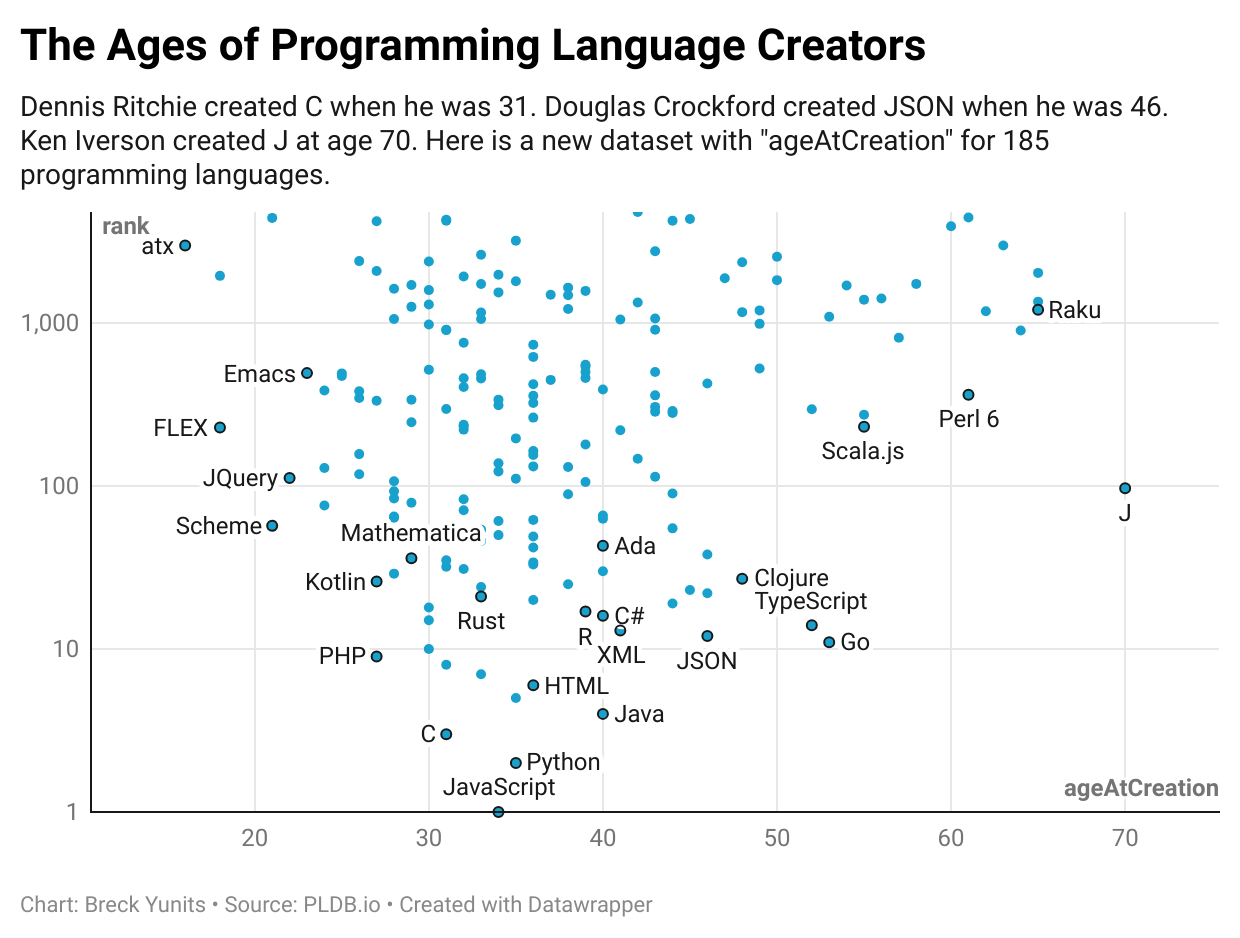 The Ages of Programming Language Creators
Dennis Ritchie created C when he was 31. Douglas Crockford created JSON when he was 46.
Ken Iverson created J at age 70. Here is a new dataset with "ageAtCreation" for 185
programming languages.
rank
atx
1,000
Raku
Emacs
Perl 6
FLEX
Scala.js
JQuery
100
J
Scheme
Mathematica
Ada
Kotlin
Clojure
TypeScript
Rust
C#
R
Go
10
PHP
XML
JSON
HTML
Java
C
Python
JavaScript
ageAtCreation
1
20 30 40 50 60 70
Chart: Breck Yunits • Source: PLDB.io • Created with Datawrapper